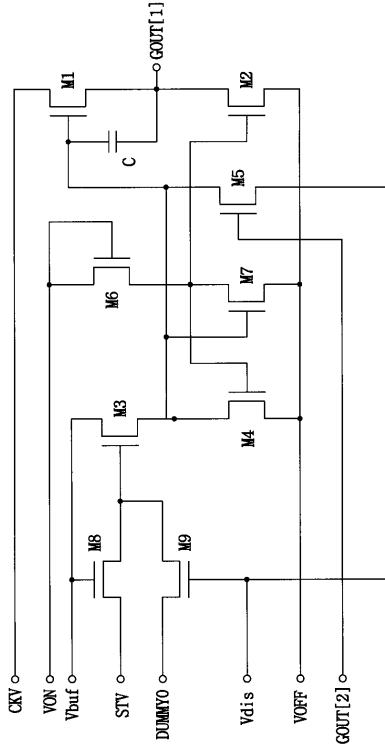 CKV
VON
Vbuf
STV
DUMMY0
Vdis
VOFF
GOUT[2]
M8
M9
M3
M4
M6
M7
M5
M1
C
M2
GOUT[1]